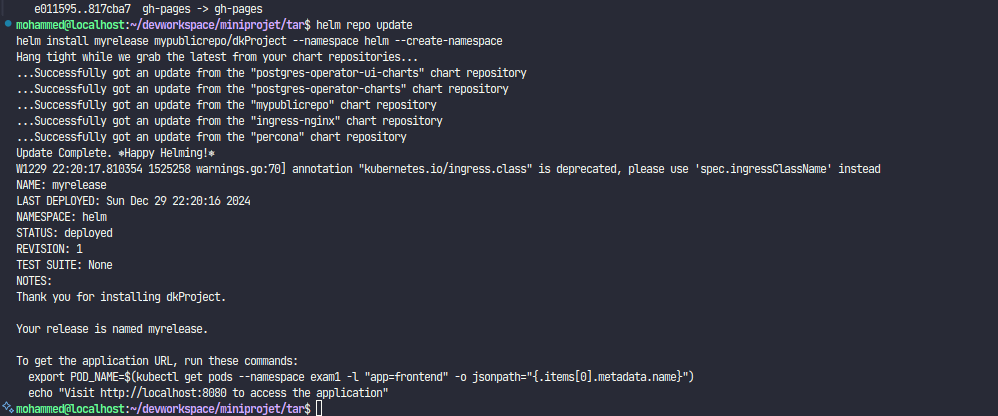 e011595..817cba7  gh-pages -> gh-pages
mohammed@localhost:~/devworkspace/miniprojet/tar$ helm repo update
helm install myrelease mypublicrepo/dkProject --namespace helm --create-namespace
Hang tight while we grab the latest from your chart repositories...
...Successfully got an update from the "postgres-operator-ui-charts" chart repository
...Successfully got an update from the "postgres-operator-charts" chart repository
...Successfully got an update from the "mypublicrepo" chart repository
...Successfully got an update from the "ingress-nginx" chart repository
...Successfully got an update from the "percona" chart repository
Update Complete. ⎈Happy Helming!⎈
W1229 22:20:17.810354 1525258 warnings.go:70] annotation "kubernetes.io/ingress.class" is deprecated, please use 'spec.ingressClassName' instead
NAME: myrelease
LAST DEPLOYED: Sun Dec 29 22:20:16 2024
NAMESPACE: helm
STATUS: deployed
REVISION: 1
TEST SUITE: None
NOTES:
Thank you for installing dkProject.
Your release is named myrelease.
To get the application URL, run these commands:
export POD_NAME=$(kubectl get pods --namespace exam1 -l "app=frontend" -o jsonpath="{.items[0].metadata.name}")
echo "Visit http://localhost:8080 to access the application"
mohammed@localhost:~/devworkspace/miniprojet/tar$